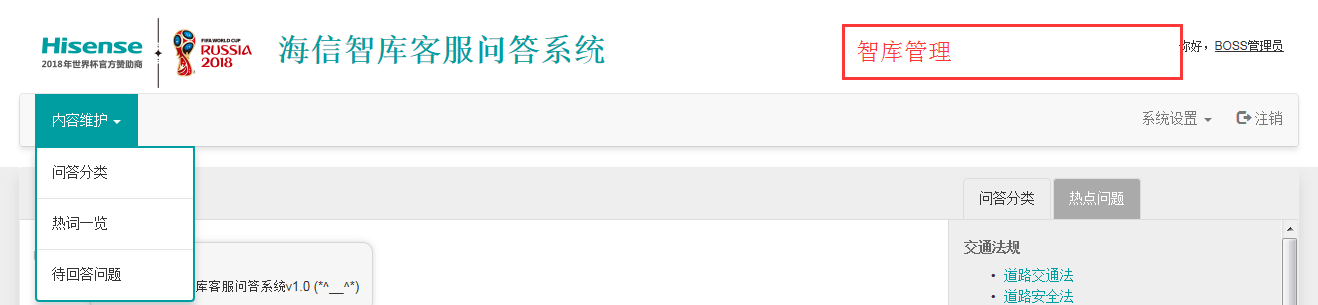 Hisense
2018年世界杯官方赞助商
FIFA WORLD CUP
RUSSIA
2018
海信智库客服问答系统
智库管理
你好，BOSS管理员
内容维护
系统设置
注销
问答分类
热词一览
待回答问题
问答分类
热点问题
库客服问答系统v1.0 (*^__^*)
交通法规
• 道路交通法
• 道路安全法